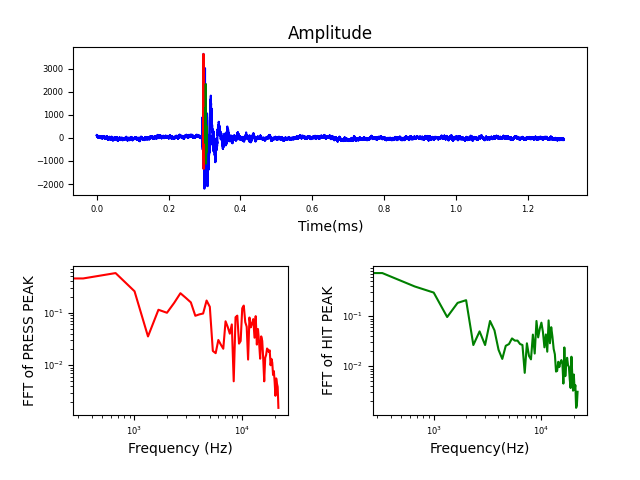 Amplitude
3000
2000
1000
0
−1000
−2000
0.0 0.2 0.4 0.6 0.8 1.0 1.2
Time(ms)
FFT of PRESS PEAK
10⁻¹
10⁻²
10³ 10⁴
Frequency (Hz)
FFT of HIT PEAK
10⁻¹
10⁻²
10³ 10⁴
Frequency(Hz)